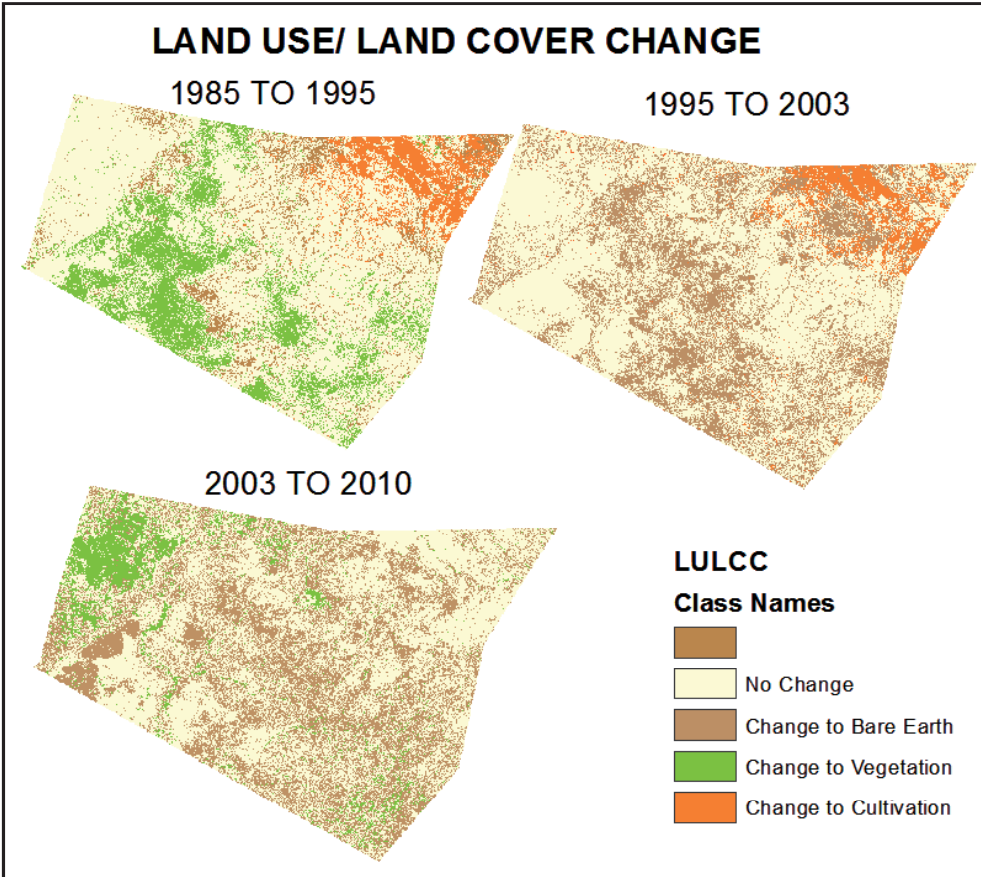 LAND USE/ LAND COVER CHANGE
1985 TO 1995
1995 TO 2003
2003 TO 2010
LULCC
Class Names
No Change
Change to Bare Earth
Change to Vegetation
Change to Cultivation